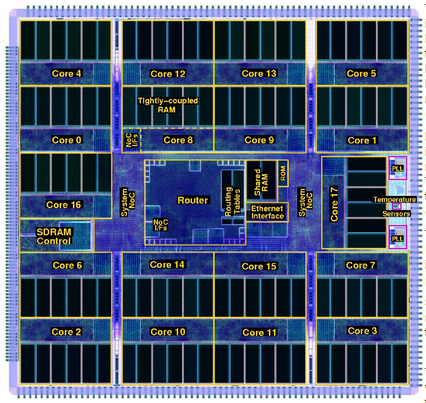 Core 4
Core 12
Core 13
Core 5
Tightly-coupled
RAM
Core 0
NoC
I/Fs
Core 8
Core 9
Core 1
Core 16
System
NoC
Router
NoC
I/Fs
Routing
Tables
Shared
RAM
ROM
Ethernet
Interface
System
NoC
Core 17
PLL
Temperature
Sensors
PLL
SDRAM
Control
Core 6
Core 14
Core 15
Core 7
Core 2
Core 10
Core 11
Core 3